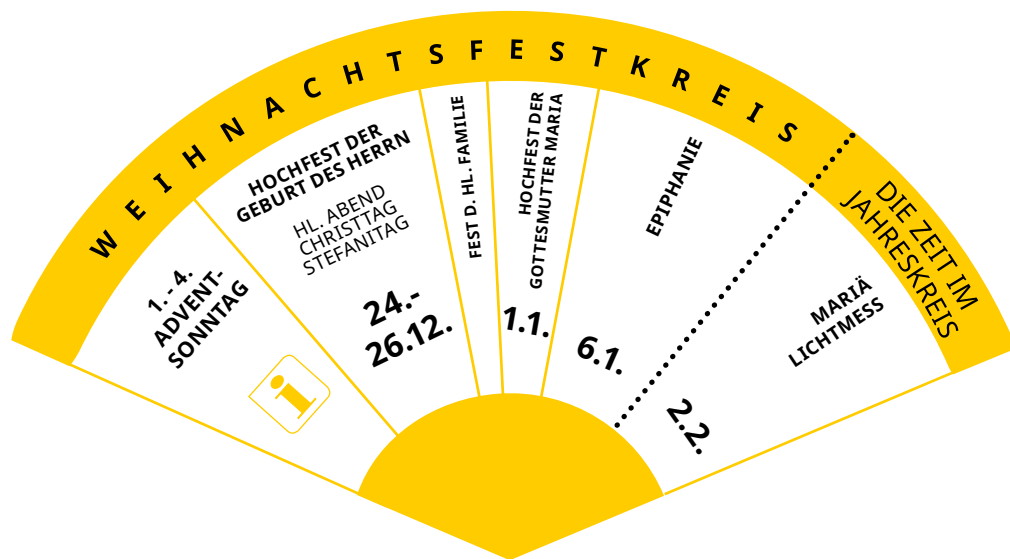 WEIHNACHTSFESTKREIS
DIE ZEIT IM
JAHRESKREIS
1. - 4.
ADVENT-
SONNTAG
i
HOCHFEST DER
GEBURT DES HERRN
HL. ABEND
CHRISTTAG
STEFANITAG
24.-
26.12.
FEST D. HL. FAMILIE
HOCHFEST DER
GOTTESMUTTER MARIA
1.1.
EPIPHANIE
6.1.
MARIÄ
LICHTMESS
2.2.